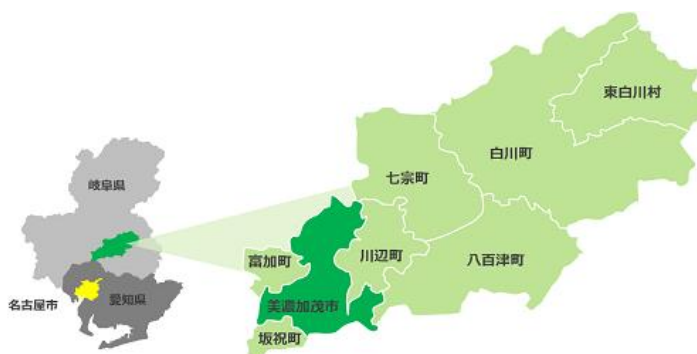 岐阜県
愛知県
名古屋市
東白川村
白川町
七宗町
川辺町
八百津町
富加町
美濃加茂市
坂祝町